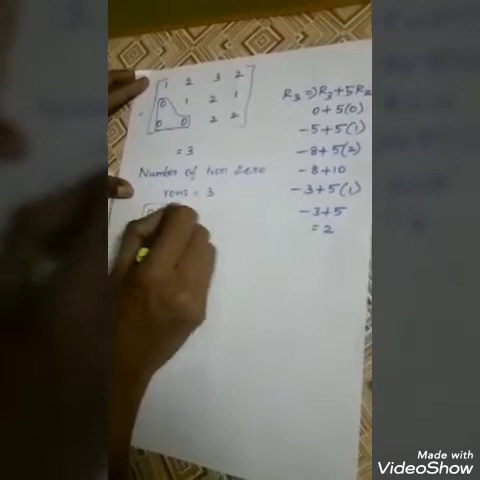 1 2 3 2
0 1 2 1
= 0 0 2 2
= 3
Number of non zero
rows = 3
R3 => R3 + 5R2
0 + 5(0)
-5 + 5(1)
-8 + 5(2)
-8 + 10
-3 + 5(1)
-3 + 5
= 2
Made with
VideoShow